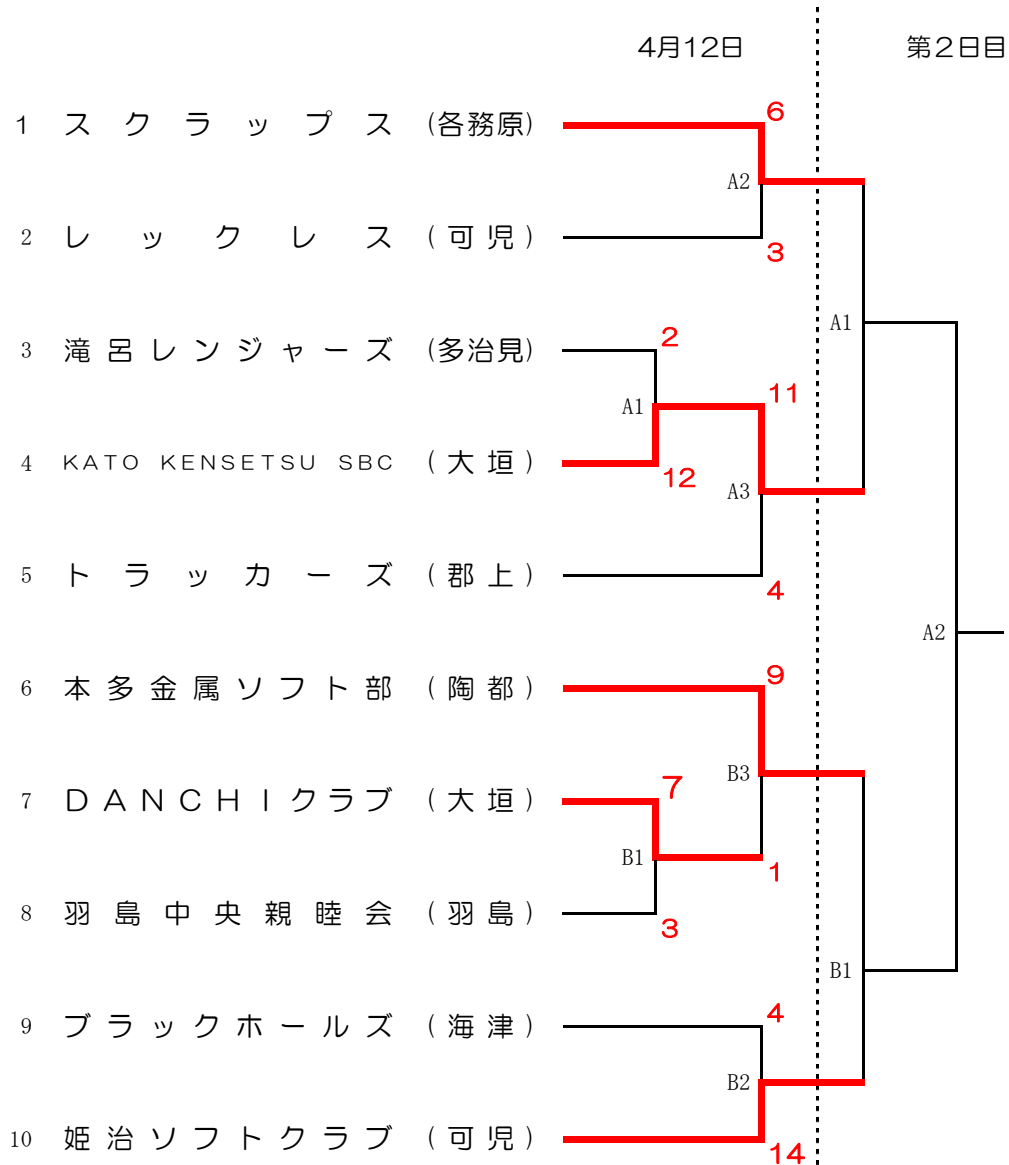 4月12日 第2日目
6
1 スクラップス (各務原)
A2
2 レックレス (可児)
3
A1
2
3 滝呂レンジャーズ (多治見)
11
A1
4 KATO KENSETSU SBC (大垣)
12
A3
5 トラッカーズ (郡上)
4
A2
9
6 本多金属ソフト部 (陶都)
B3
7
7 DANCHIクラブ (大垣)
B1
1
8 羽島中央親睦会 (羽島)
3
B1
4
9 ブラックホールズ (海津)
B2
10 姫治ソフトクラブ (可児)
14